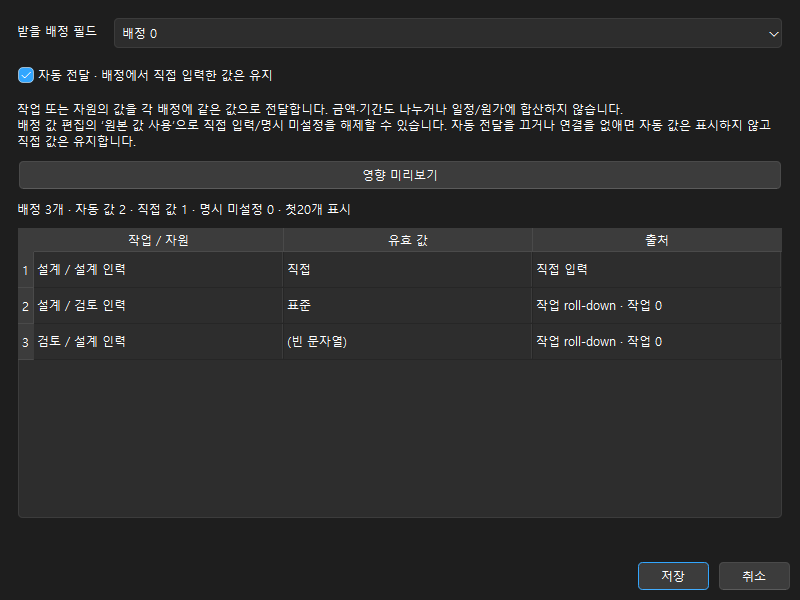 받을 배정 필드
배정 0
자동 전달 · 배정에서 직접 입력한 값은 유지
작업 또는 자원의 값을 각 배정에 같은 값으로 전달합니다. 금액·기간도 나누거나 일정/원가에 합산하지 않습니다.
배정 값 편집의 '원본 값 사용'으로 직접 입력/명시 미설정을 해제할 수 있습니다. 자동 전달을 끄거나 연결을 없애면 자동 값은 표시하지 않고
직접 값은 유지합니다.
영향 미리보기
배정 3개 · 자동 값 2 · 직접 값 1 · 명시 미설정 0 · 첫20개 표시
작업 / 자원 유효 값 출처
1 설계 / 설계 인력 직접 직접 입력
2 설계 / 검토 인력 표준 작업 roll-down · 작업 0
3 검토 / 설계 인력 (빈 문자열) 작업 roll-down · 작업 0
저장 취소